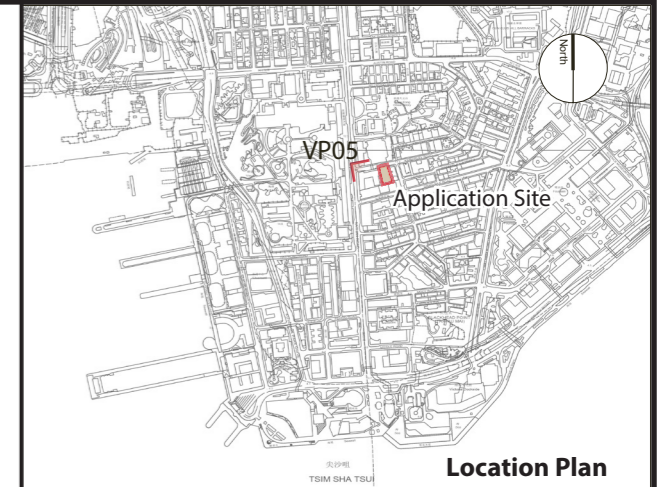 North
VP05
Application Site
尖沙咀
TSIM SHA TSUI
Location Plan